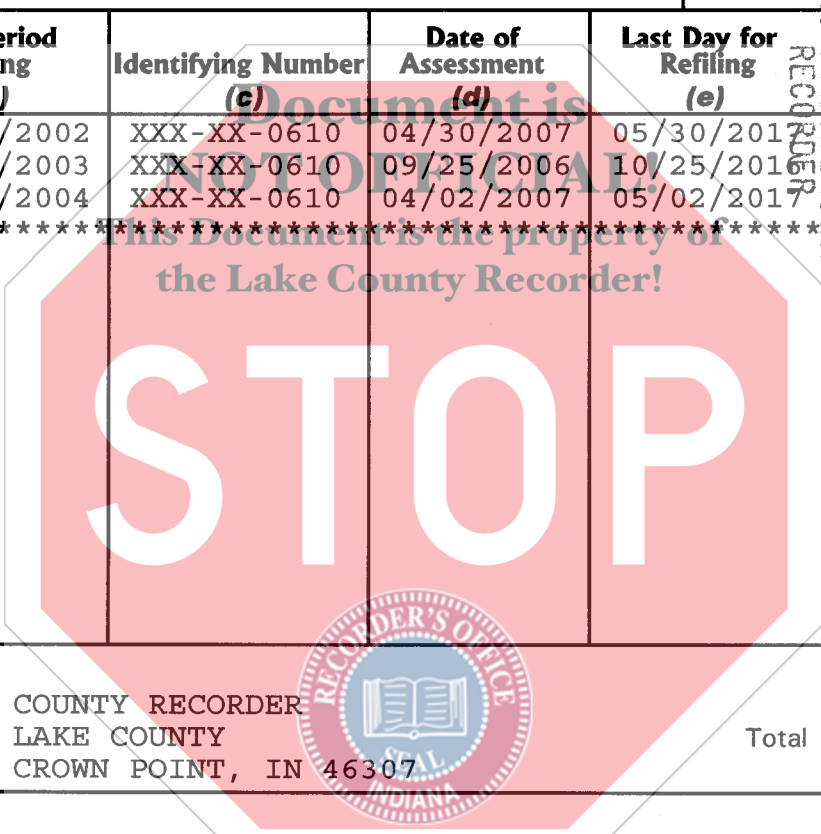 eriod
ng Identifying Number Date of Assessment Last Day for Refiling
) (c) (d) (e)
/2002 XXX-XX-0610 04/30/2007 05/30/2017
/2003 XXX-XX-0610 09/25/2006 10/25/2016
/2004 XXX-XX-0610 04/02/2007 05/02/2017
RECORDER
Document is
NOT OFFICIAL!
This Document is the property of
the Lake County Recorder!
STOP
RECORDER'S OFFICE
SEAL
INDIANA
COUNTY RECORDER
LAKE COUNTY
CROWN POINT, IN 46307
Total